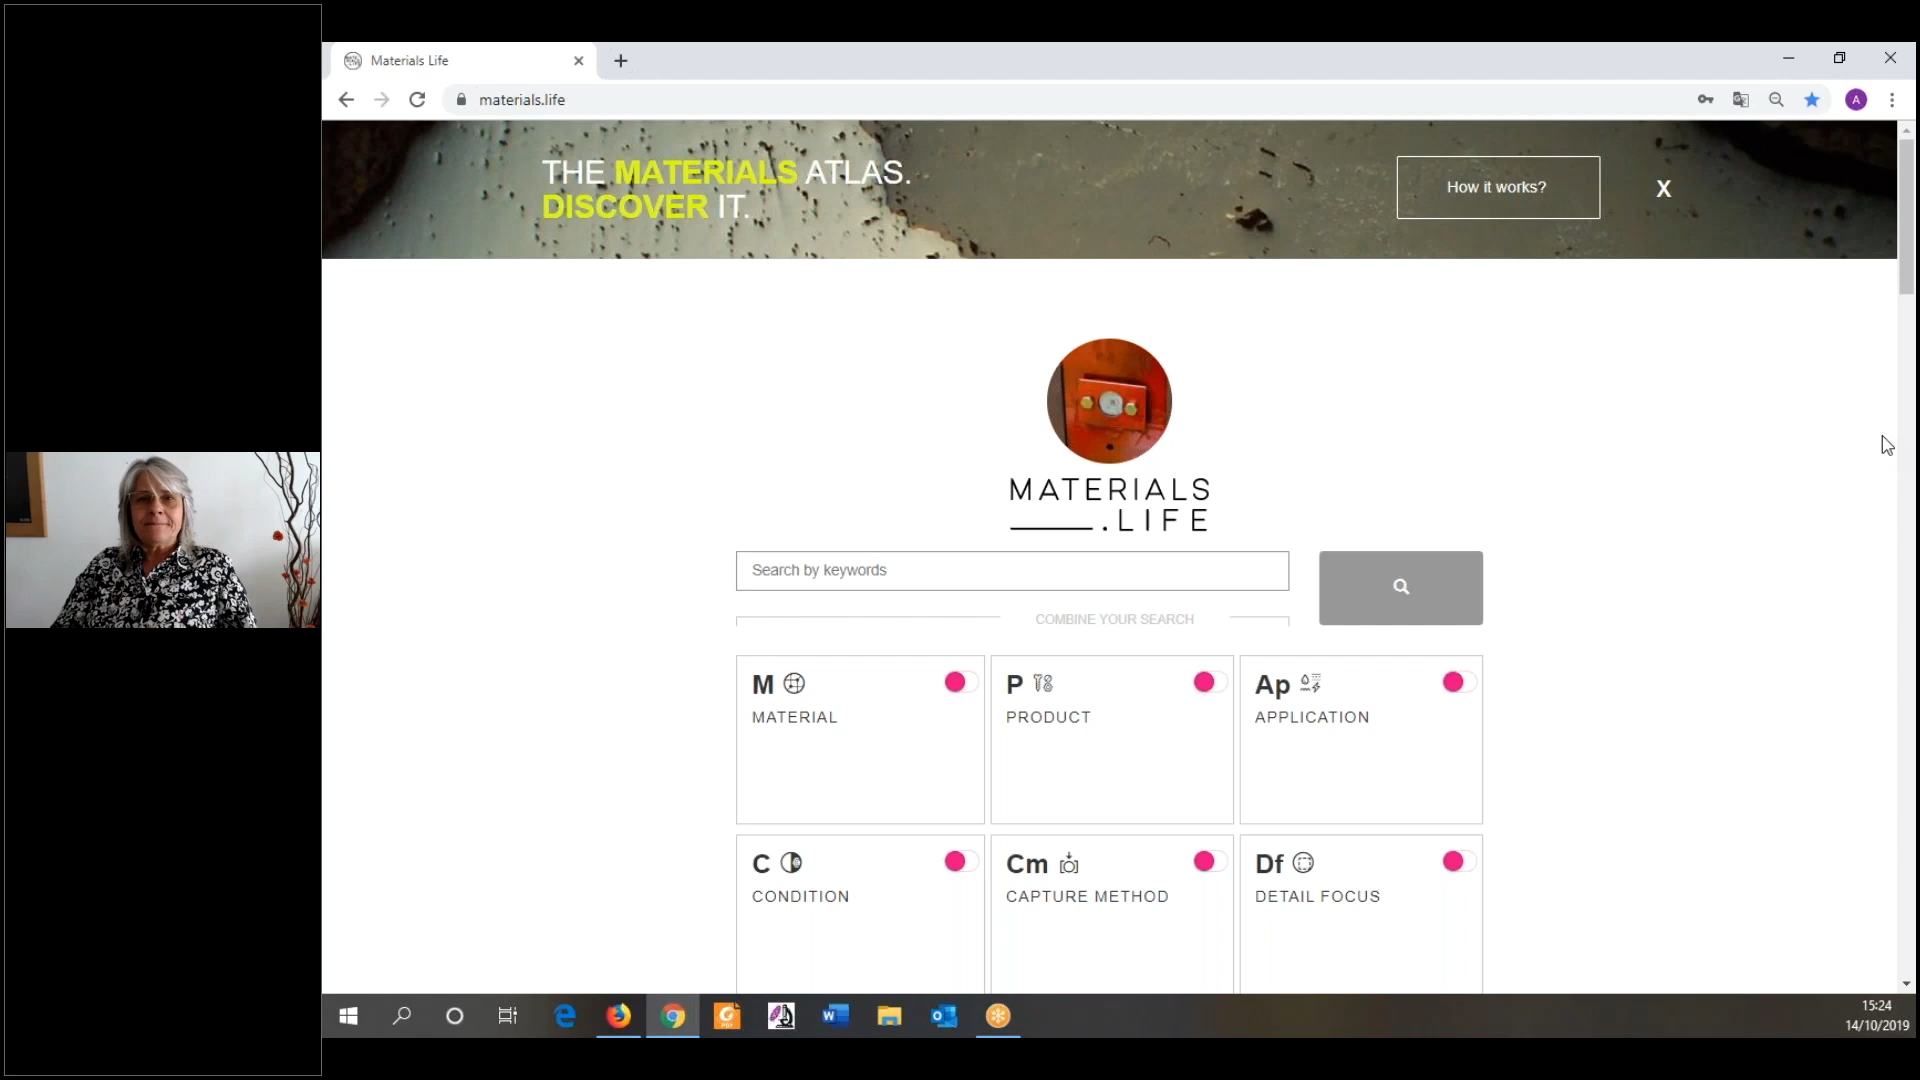 Materials Life
materials.life
A
THE MATERIALS ATLAS.
DISCOVER IT.
How it works?
X
MATERIALS
.LIFE
Search by keywords
COMBINE YOUR SEARCH
M
MATERIAL
P
PRODUCT
Ap
APPLICATION
C
CONDITION
Cm
CAPTURE METHOD
Df
DETAIL FOCUS
15:24
14/10/2019